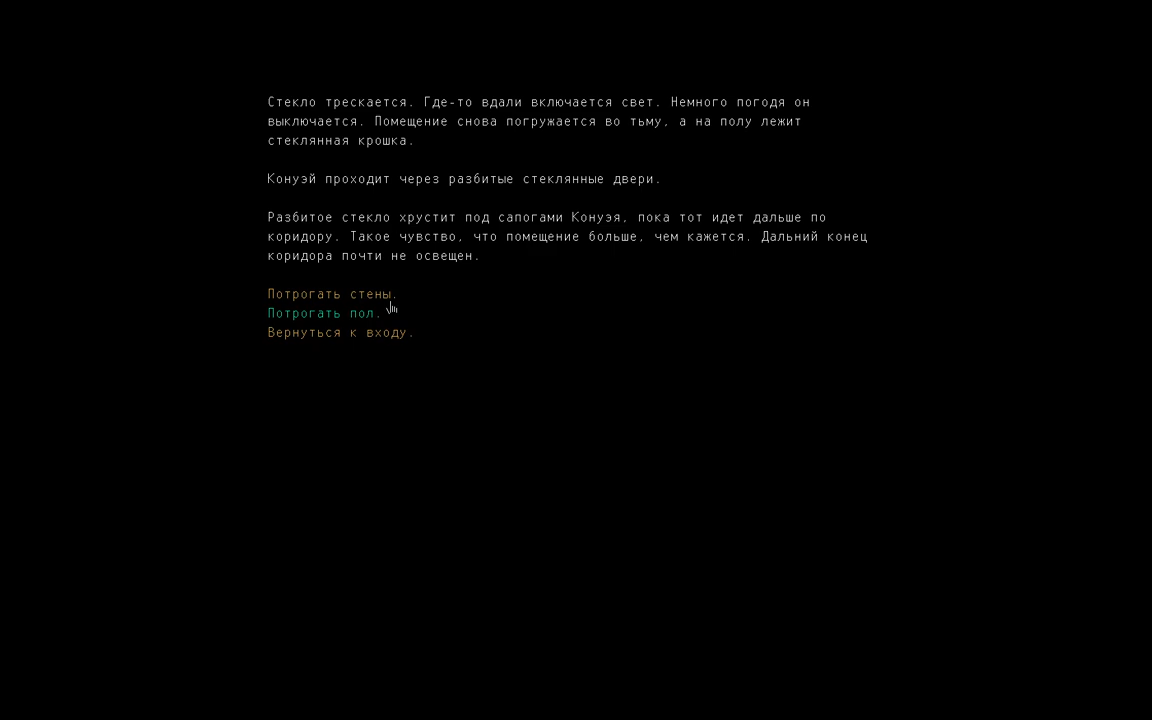 Стекло трескается. Где-то вдали включается свет. Немного погодя он
выключается. Помещение снова погружается во тьму, а на полу лежит
стеклянная крошка.
Конуэй проходит через разбитые стеклянные двери.
Разбитое стекло хрустит под сапогами Конуэя, пока тот идет дальше по
коридору. Такое чувство, что помещение больше, чем кажется. Дальний конец
коридора почти не освещен.
Потрогать стены.
Потрогать пол.
Вернуться к входу.